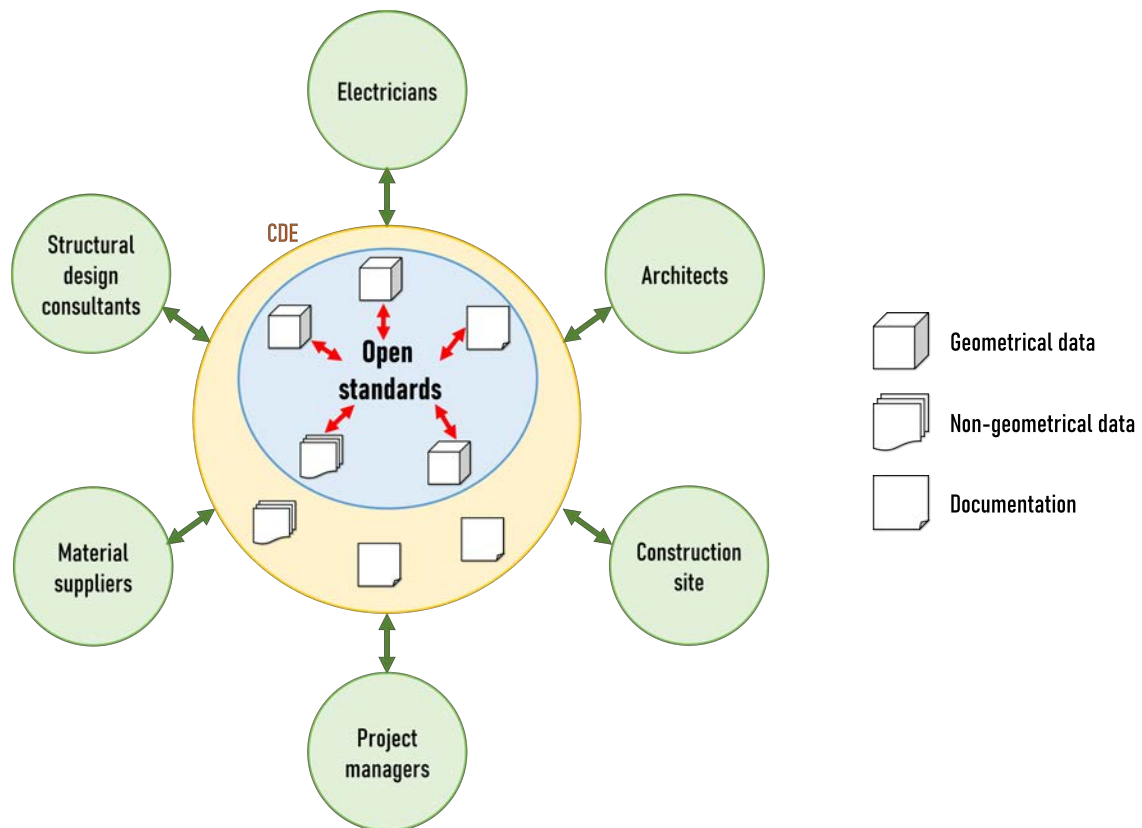 Electricians
CDE
Structural
design
consultants
Architects
Open
standards
Geometrical data
Non-geometrical data
Documentation
Material
suppliers
Construction
site
Project
managers